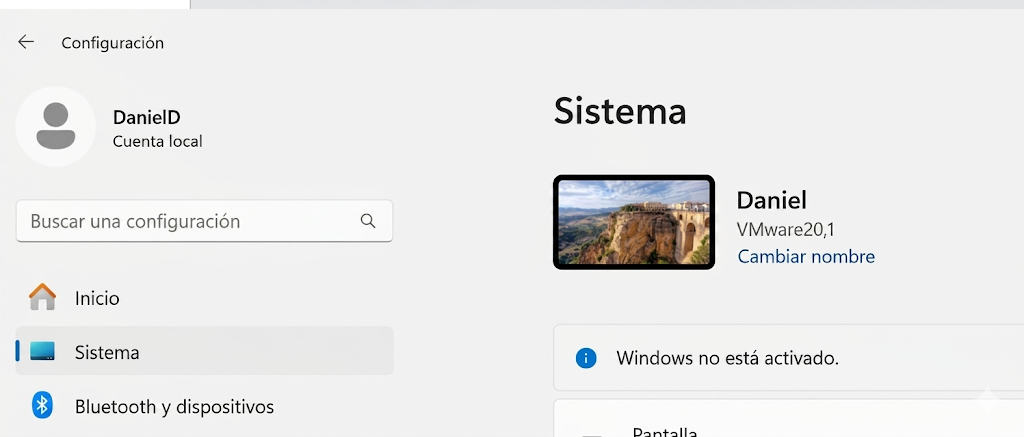 Configuración
DanielD
Cuenta local
Buscar una configuración
Inicio
Sistema
Bluetooth y dispositivos
Sistema
Daniel
VMware20,1
Cambiar nombre
Windows no está activado.
Pantalla